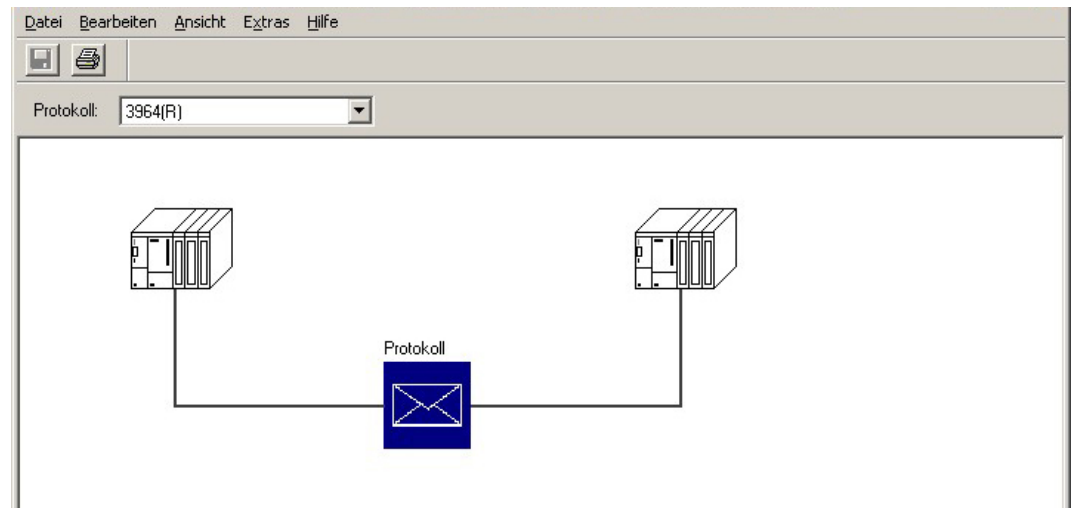 Datei Bearbeiten Ansicht Extras Hilfe
Protokoll: 3964(R)
Protokoll